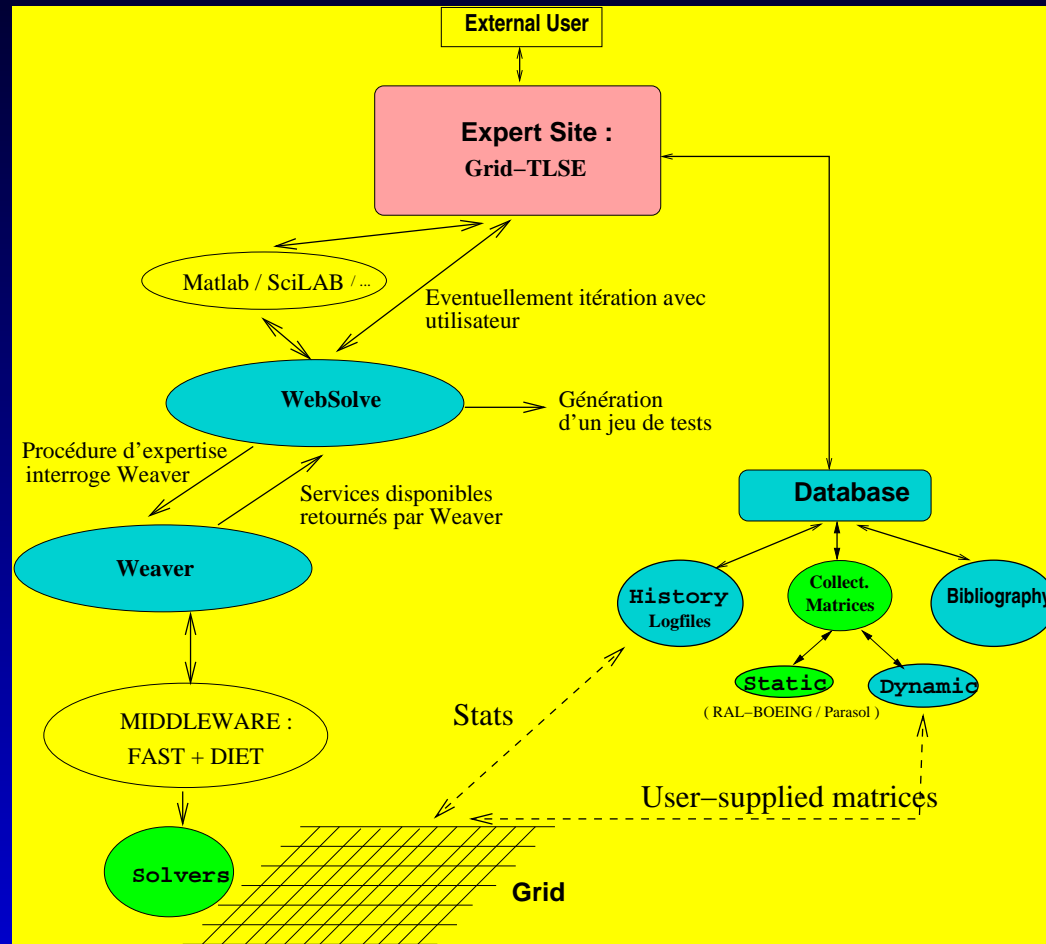 External User
Expert Site :
Grid−TLSE
Matlab / SciLAB / ...
Eventuellement itération avec
utilisateur
WebSolve
Génération
d’un jeu de tests
Procédure d’expertise
interroge Weaver
Services disponibles
retournés par Weaver
Database
Weaver
History
Logfiles
Collect.
Matrices
Bibliography
Static
Dynamic
( RAL−BOEING / Parasol )
Stats
MIDDLEWARE :
FAST + DIET
User−supplied matrices
Solvers
Grid